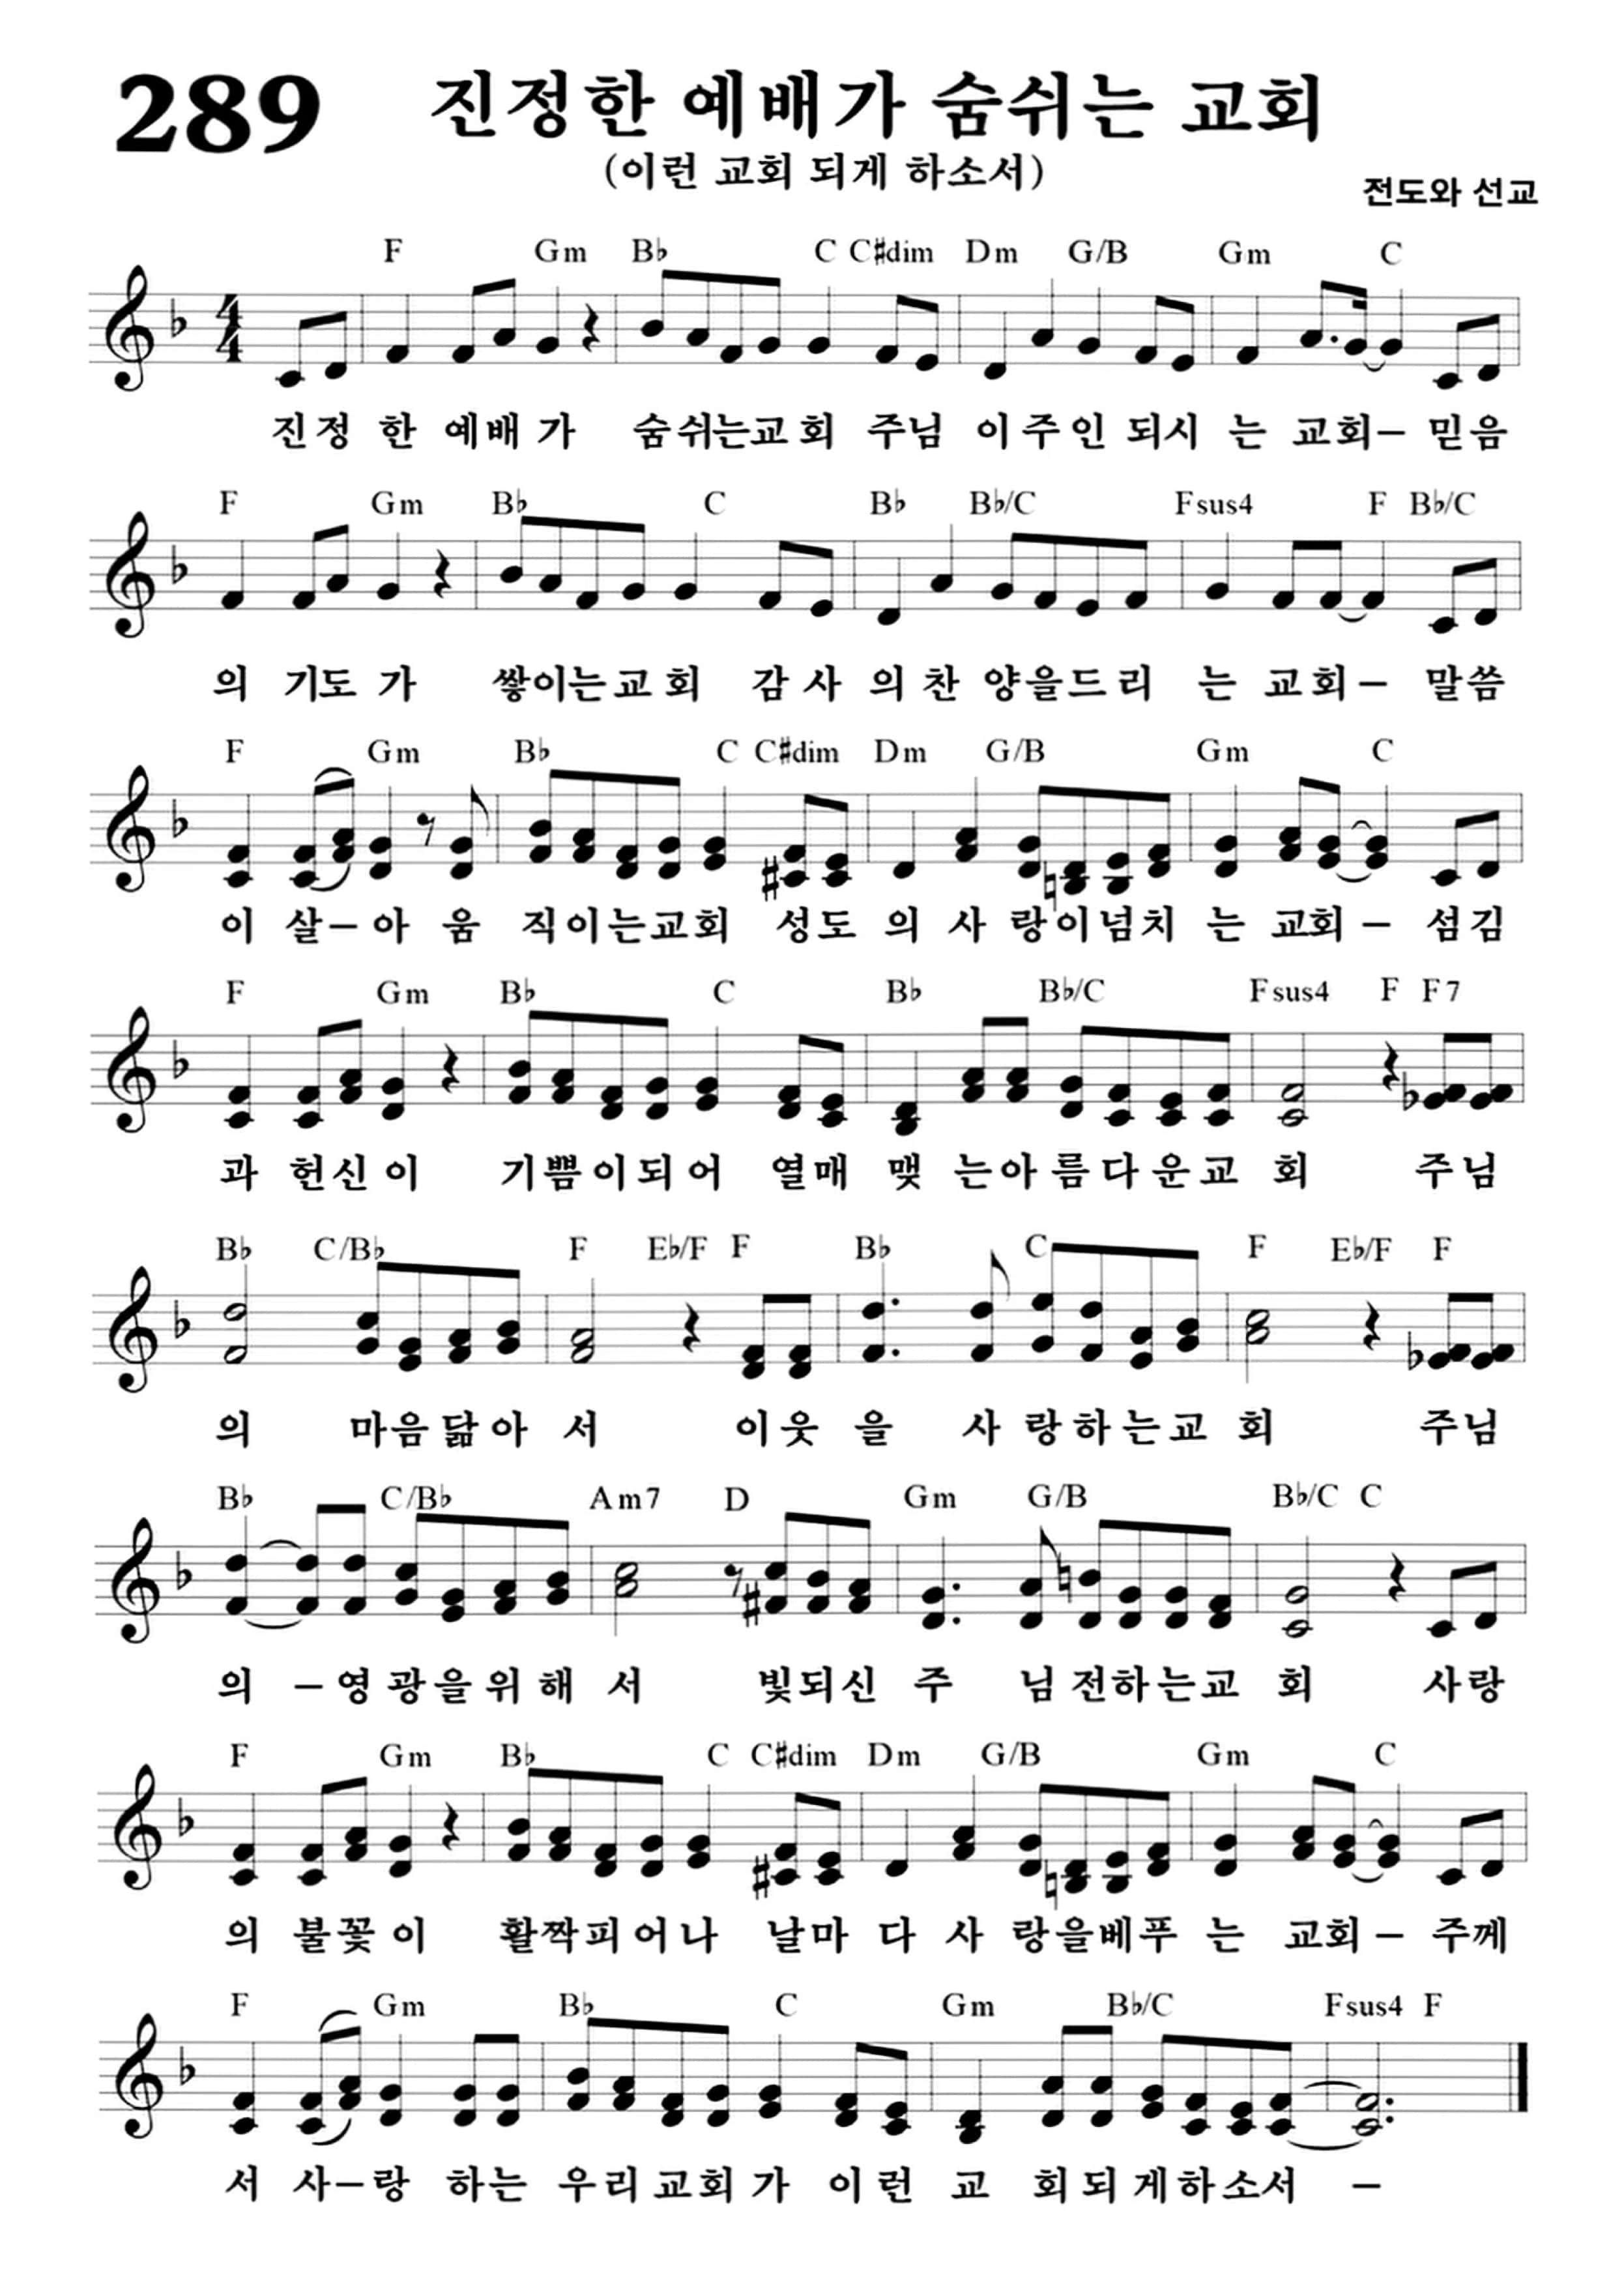 289
진정한 예배가 숨쉬는 교회
(이런 교회 되게 하소서)
전도와 선교
F Gm B♭ C C#dim Dm G/B Gm C
진정 한 예배 가 숨쉬는교 회 주님 이 주 인 되시 는 교회- 믿음
F Gm B♭ C B♭ B♭/C Fsus4 F B♭/C
의 기도 가 쌓이는교 회 감 사 의 찬 양을드리 는 교회- 말씀
F Gm B♭ C C#dim Dm G/B Gm C
이 살-아 움 직이는교회 성도 의 사 랑이넘치 는 교회- 섬김
F Gm B♭ C B♭ B♭/C Fsus4 F F7
과 헌신 이 기쁨이되 어 열매 맺 는아 름다운교 회 주님
B♭ C/B♭ F E♭/F F B♭ C F E♭/F F
의 마음닮아 서 이웃 을 사 랑하는교 회 주님
B♭ C/B♭ Am7 D Gm G/B B♭/C C
의 -영 광을위해 서 빛되신 주 님 전하는교 회 사랑
F Gm B♭ C C#dim Dm G/B Gm C
의 불꽃 이 활짝피어나 날마 다 사 랑을베푸 는 교회- 주께
F Gm B♭ C Gm B♭/C Fsus4 F
서 사-랑 하는 우리교회 가 이런 교 회되 게하소서 -